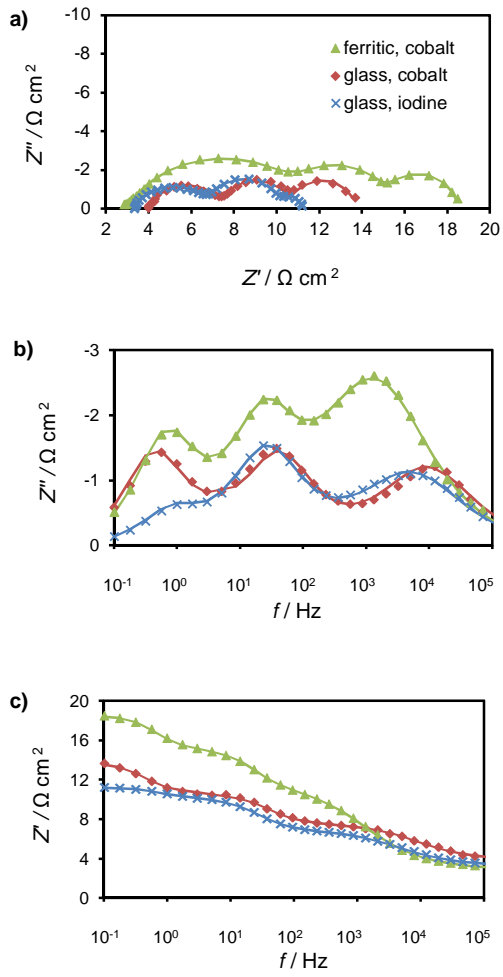 a)
-10
-8
-6
-4
-2
0
Z" / Ω cm²
ferritic, cobalt
glass, cobalt
glass, iodine
2 4 6 8 10 12 14 16 18 20
Z' / Ω cm²
b)
-3
-2
-1
0
Z" / Ω cm²
10⁻¹ 10⁰ 10¹ 10² 10³ 10⁴ 10⁵
f / Hz
c)
20
16
12
8
4
0
Z' / Ω cm²
10⁻¹ 10⁰ 10¹ 10² 10³ 10⁴ 10⁵
f / Hz